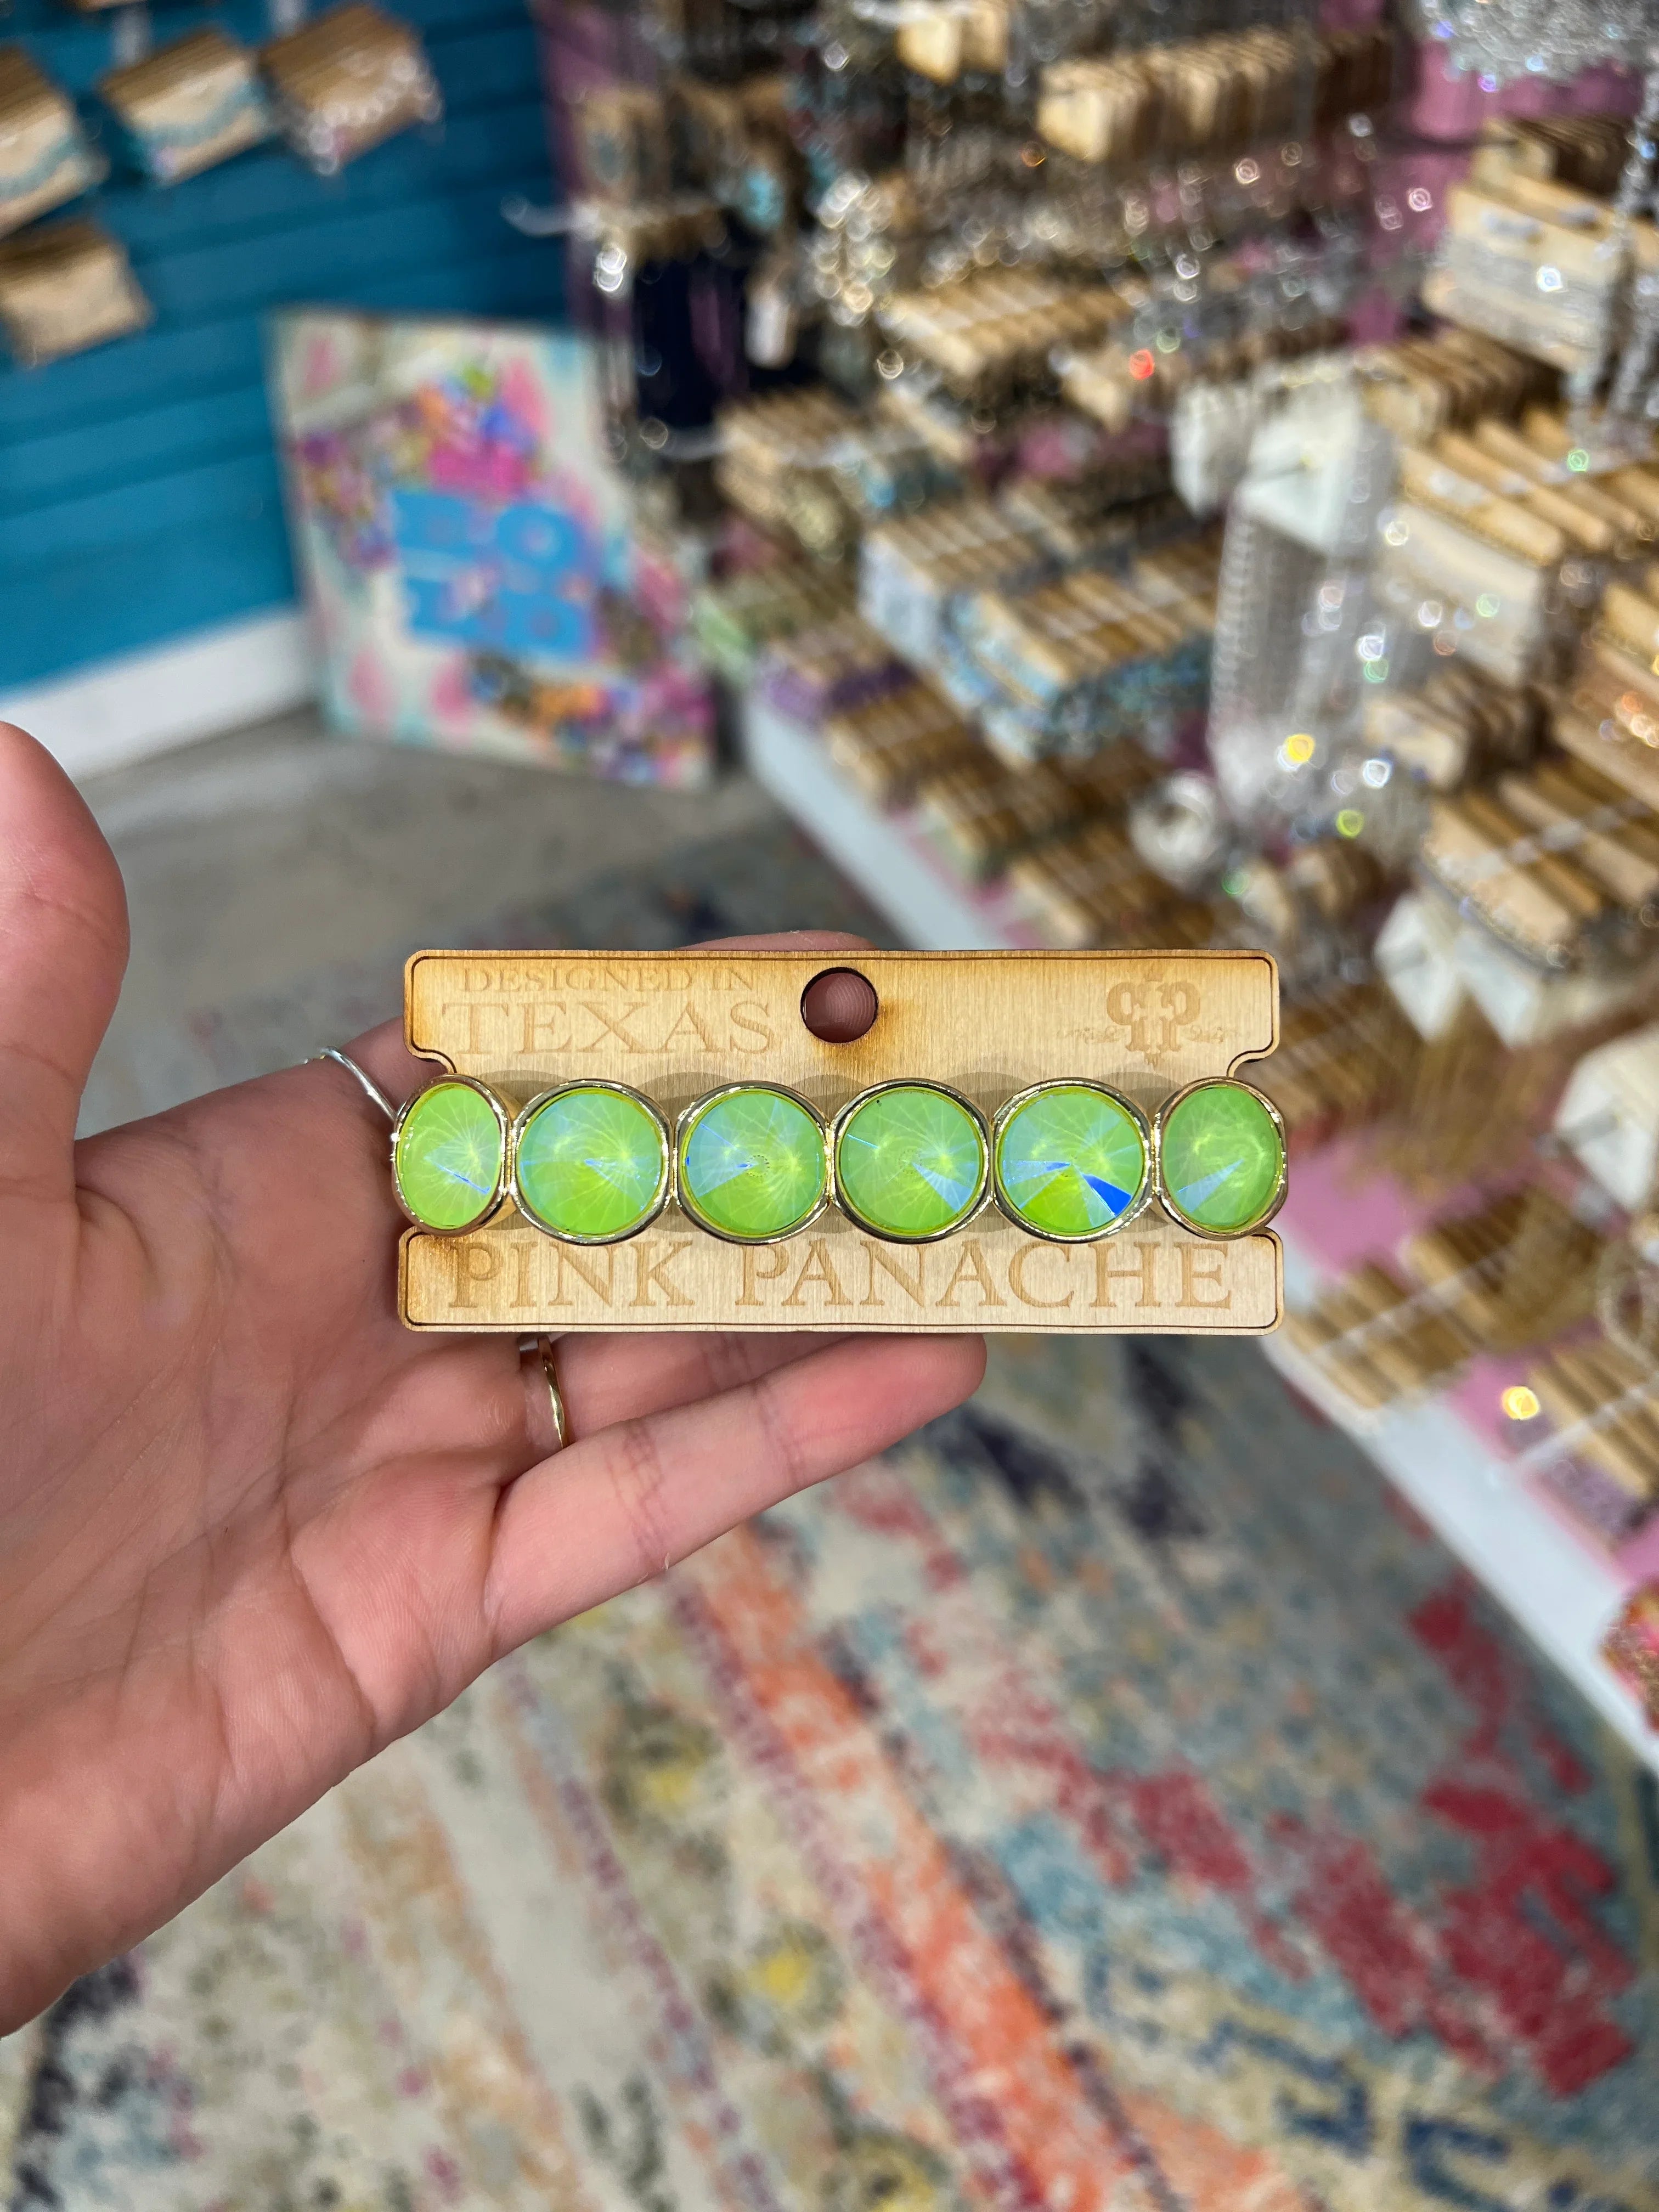 DESIGNED IN
TEXAS
PINK PANACHE